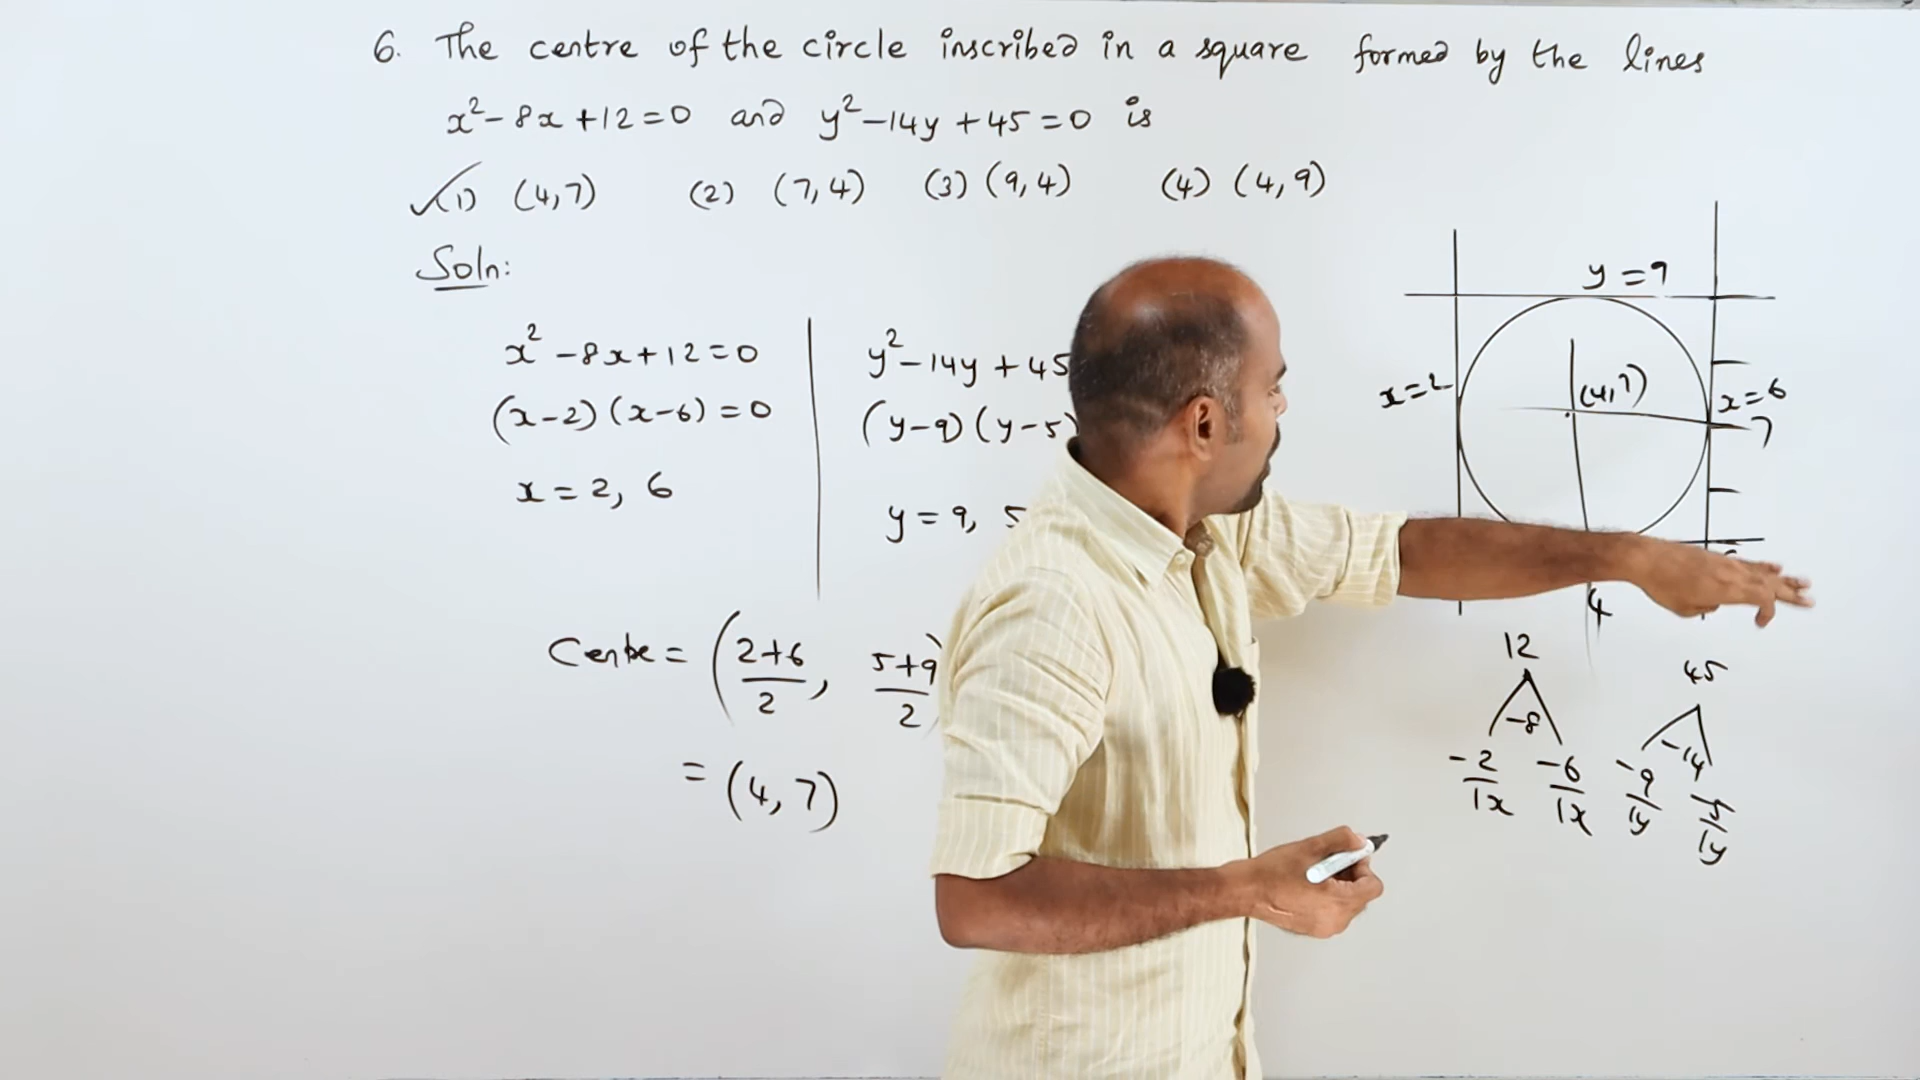 6. The centre of the circle inscribed in a square formed by the lines
x²-8x+12=0 and y²-14y+45=0 is
✓(1) (4,7) (2) (7,4) (3) (9,4) (4) (4,9)
Soln:
x²-8x+12=0
(x-2)(x-6)=0
x=2, 6
y²-14y+45
(y-9)(y-5)
y=9, 5
Centre = (2+6/2, 5+9/2)
= (4,7)
y=9
x=2
(4,7)
x=6
7
4
12
-8
-2/1x -6/1x
45
-14
-9/1y -5/1y